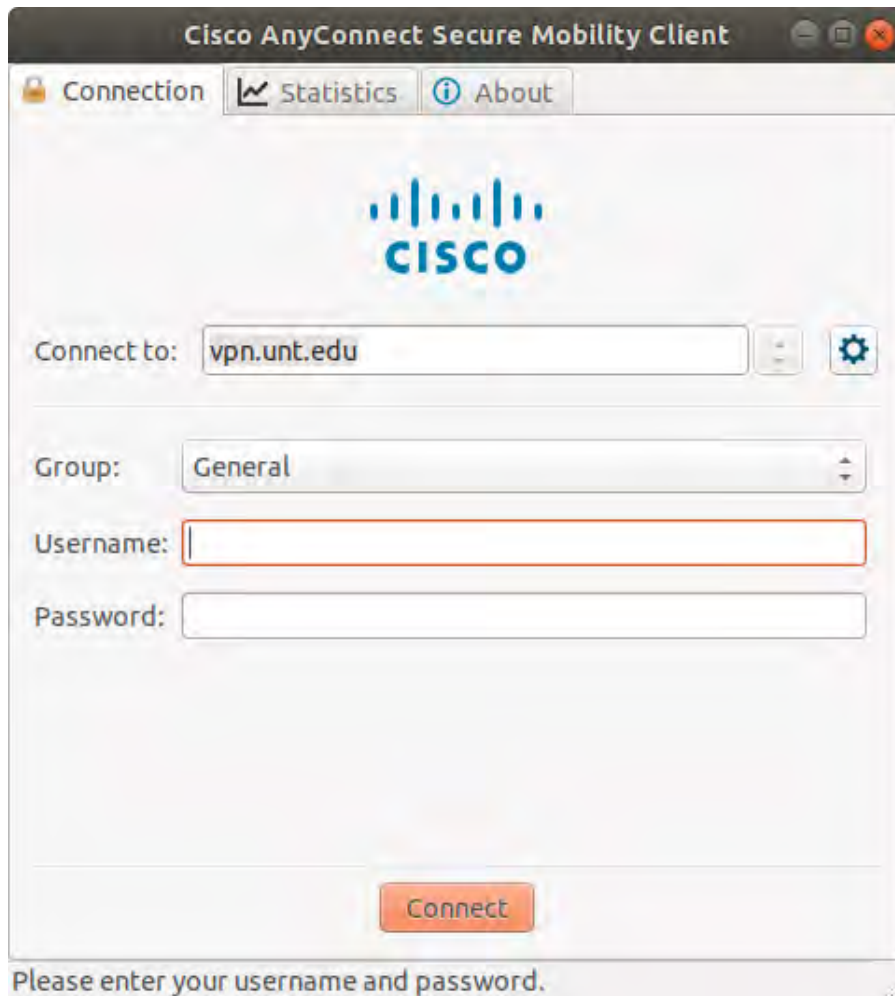 Cisco AnyConnect Secure Mobility Client
Connection Statistics About
CISCO
Connect to: vpn.unt.edu
Group: General
Username:
Password:
Connect
Please enter your username and password.